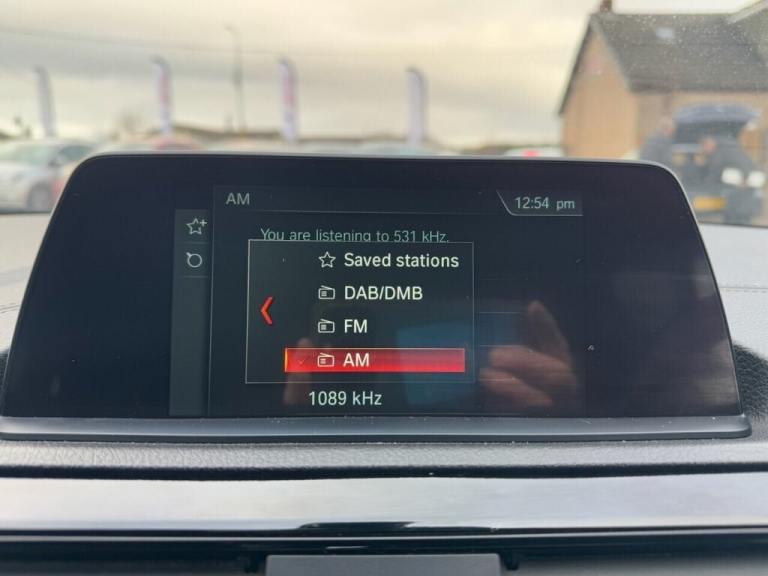 AM
12:54 pm
You are listening to 531 kHz.
Saved stations
DAB/DMB
FM
AM
1089 kHz